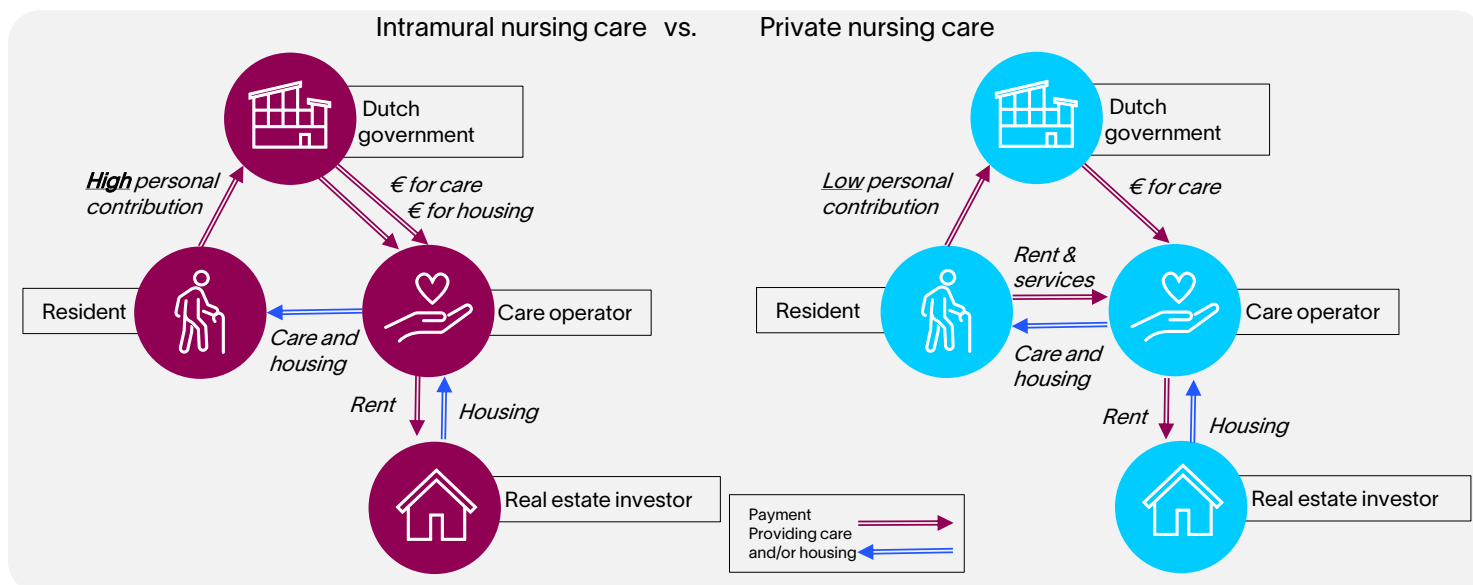 Intramural nursing care vs. Private nursing care
Dutch
government
High personal
contribution
€ for care
€ for housing
Resident
Care operator
Care and
housing
Rent
Housing
Real estate investor
Dutch
government
Low personal
contribution
€ for care
Rent &
services
Resident
Care operator
Care and
housing
Rent
Housing
Real estate investor
Payment
Providing care
and/or housing